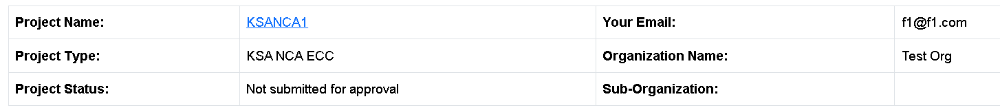 Project Name: KSANCA1 Your Email: f1@f1.com
Project Type: KSA NCA ECC Organization Name: Test Org
Project Status: Not submitted for approval Sub-Organization: